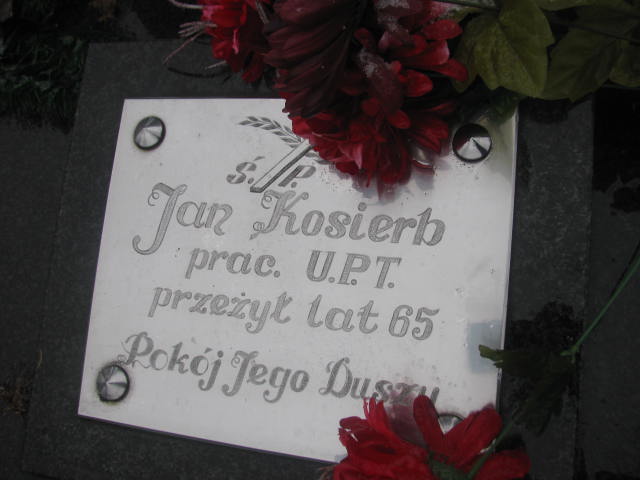 Ś.P.
Jan Kosierb
prac. U.P.T.
przeżył lat 65
Pokój Jego Duszy